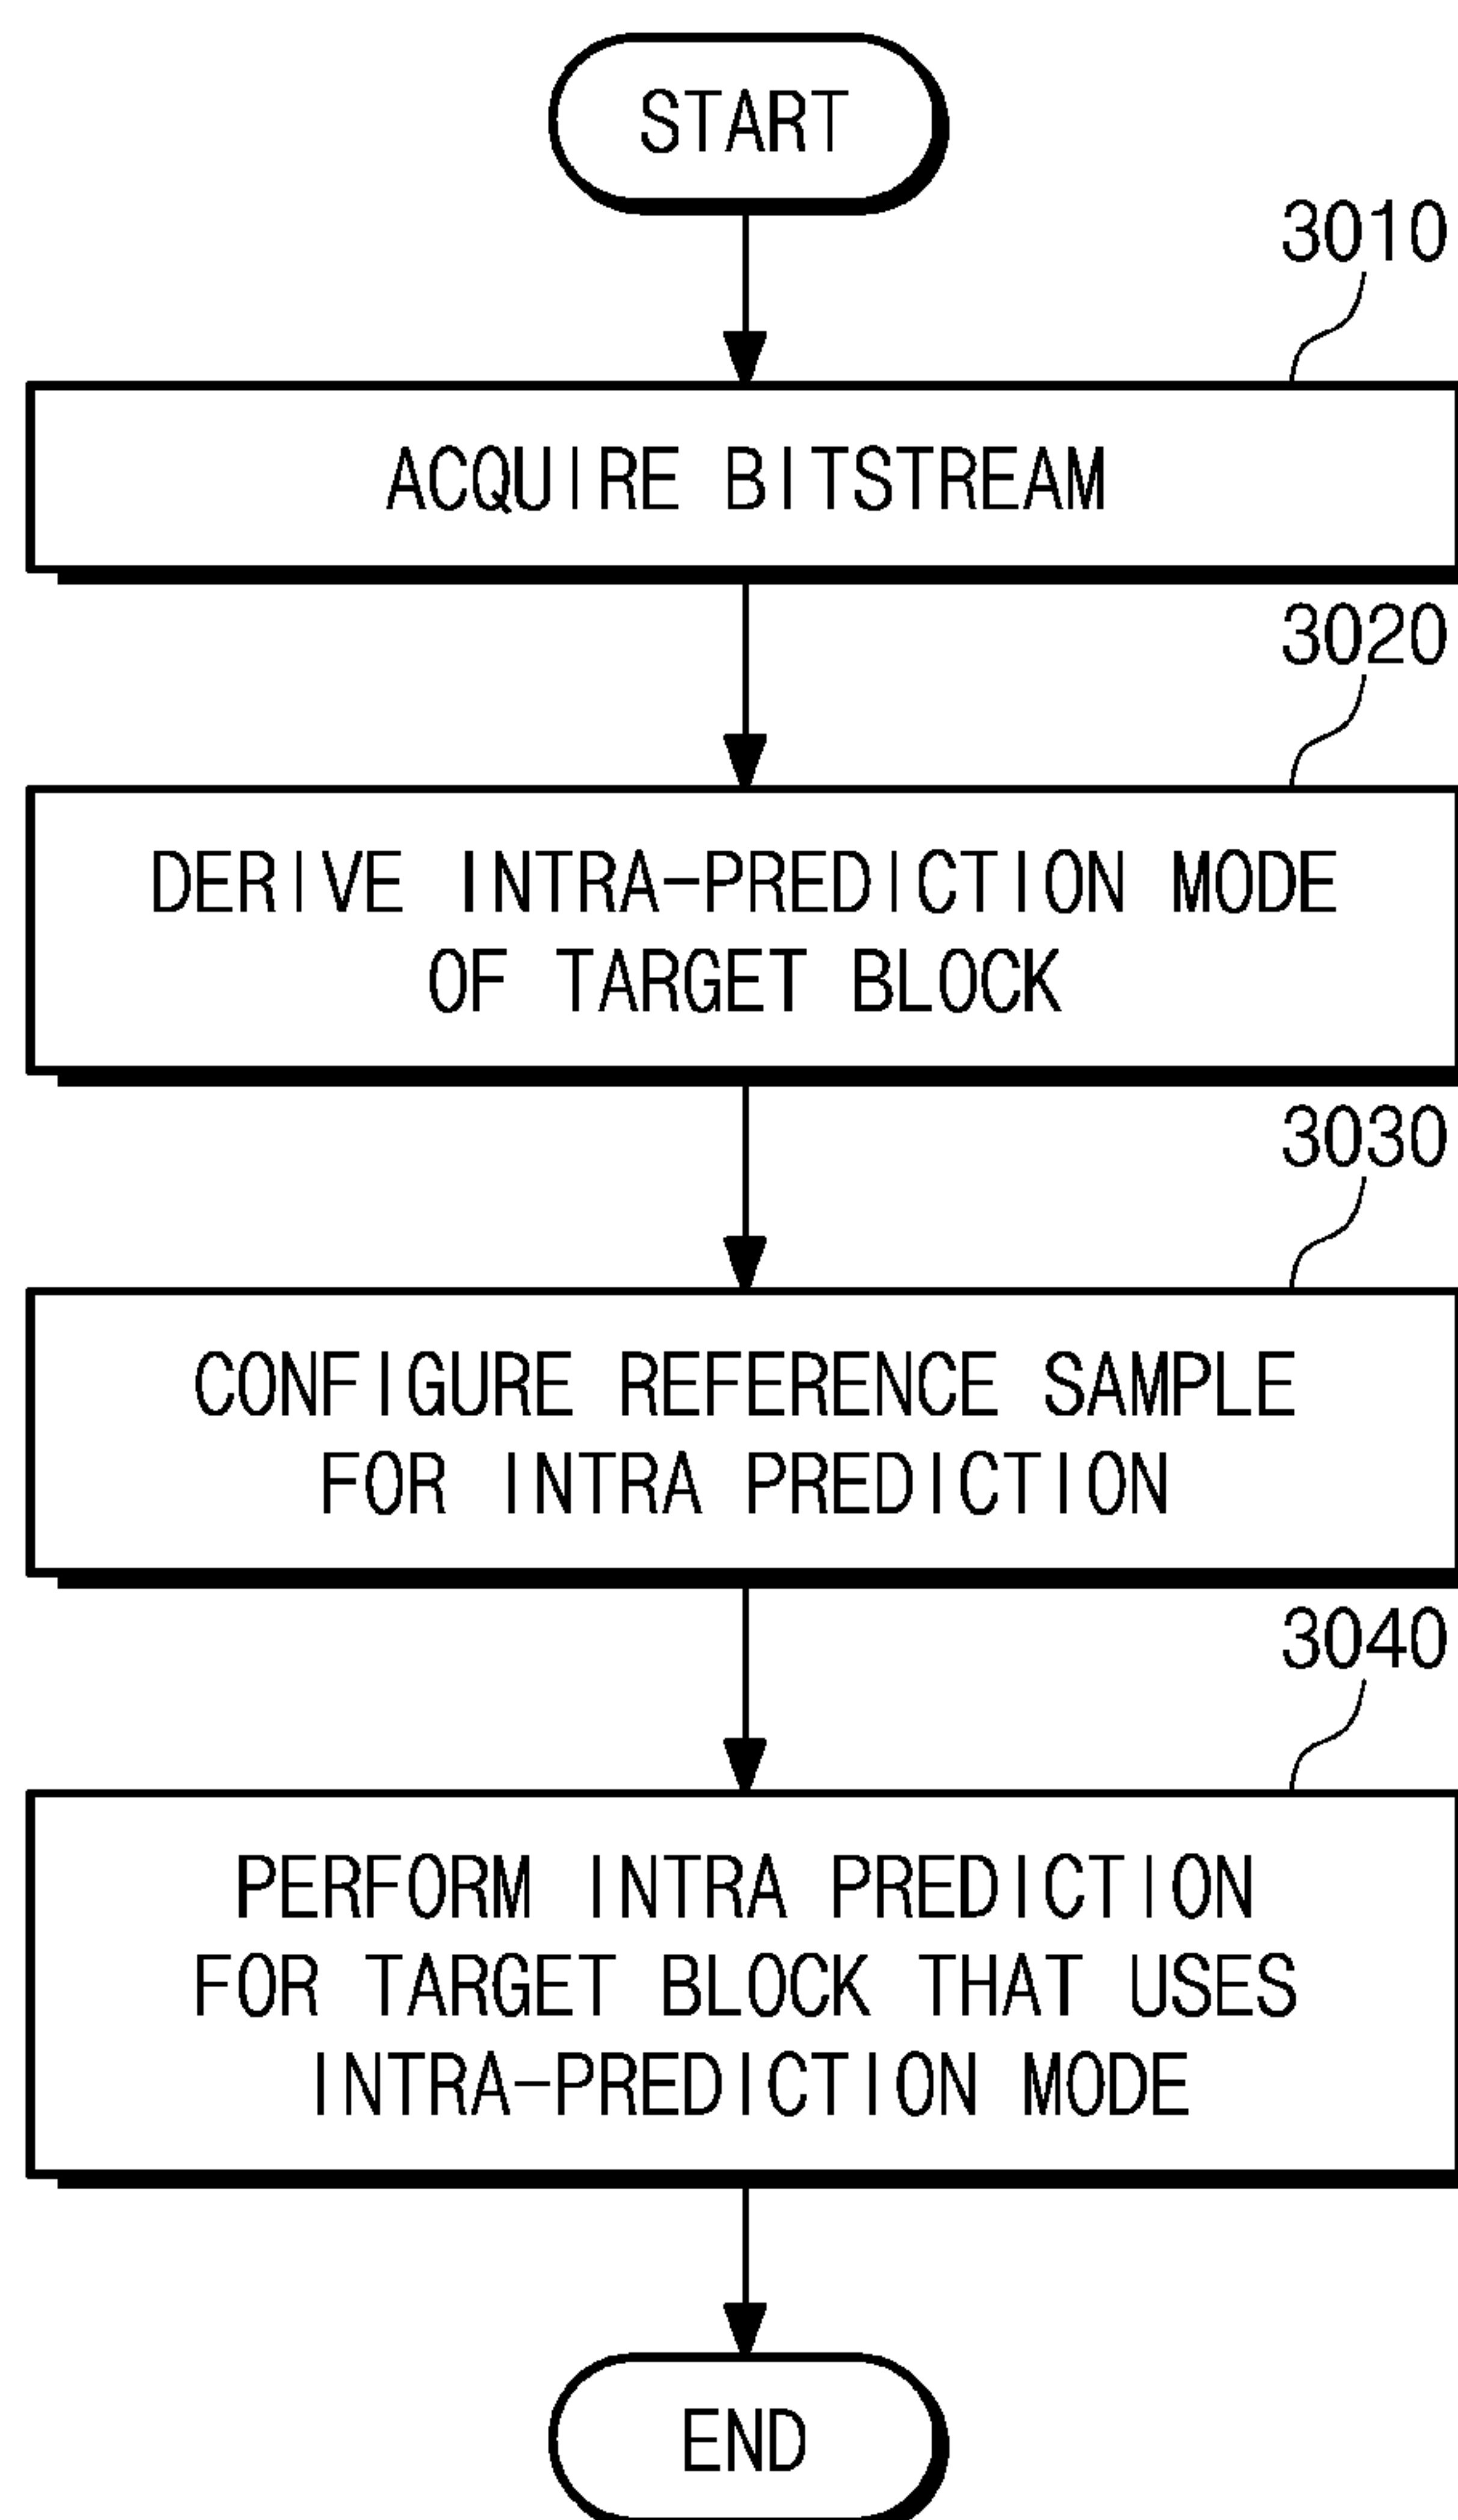 START
3010
ACQUIRE BITSTREAM
3020
DERIVE INTRA-PREDICTION MODE
OF TARGET BLOCK
3030
CONFIGURE REFERENCE SAMPLE
FOR INTRA PREDICTION
3040
PERFORM INTRA PREDICTION
FOR TARGET BLOCK THAT USES
INTRA-PREDICTION MODE
END